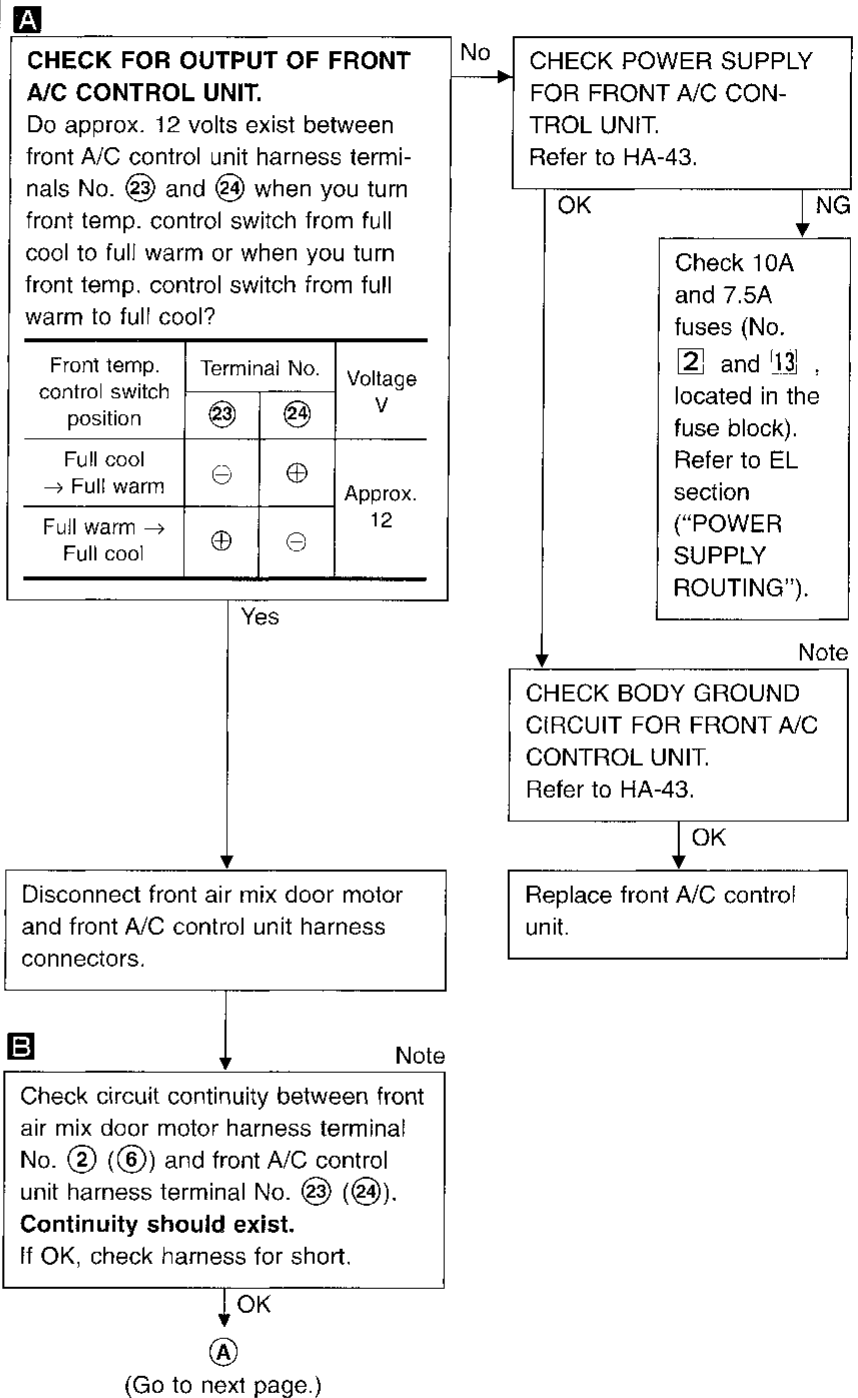 A
CHECK FOR OUTPUT OF FRONT
A/C CONTROL UNIT.
Do approx. 12 volts exist between
front A/C control unit harness termi-
nals No. ㉓ and ㉔ when you turn
front temp. control switch from full
cool to full warm or when you turn
front temp. control switch from full
warm to full cool?
Front temp.
control switch
position
Terminal No.
㉓ ㉔
Voltage
V
Full cool
→ Full warm
⊖ ⊕
Full warm →
Full cool
⊕ ⊖
Approx.
12
No
CHECK POWER SUPPLY
FOR FRONT A/C CON-
TROL UNIT.
Refer to HA-43.
OK
NG
Check 10A
and 7.5A
fuses (No.
2 and 13 ,
located in the
fuse block).
Refer to EL
section
(“POWER
SUPPLY
ROUTING”).
Note
CHECK BODY GROUND
CIRCUIT FOR FRONT A/C
CONTROL UNIT.
Refer to HA-43.
OK
Replace front A/C control
unit.
Yes
Disconnect front air mix door motor
and front A/C control unit harness
connectors.
B
Note
Check circuit continuity between front
air mix door motor harness terminal
No. ② (⑥) and front A/C control
unit harness terminal No. ㉓ (㉔).
Continuity should exist.
If OK, check harness for short.
OK
Ⓐ
(Go to next page.)